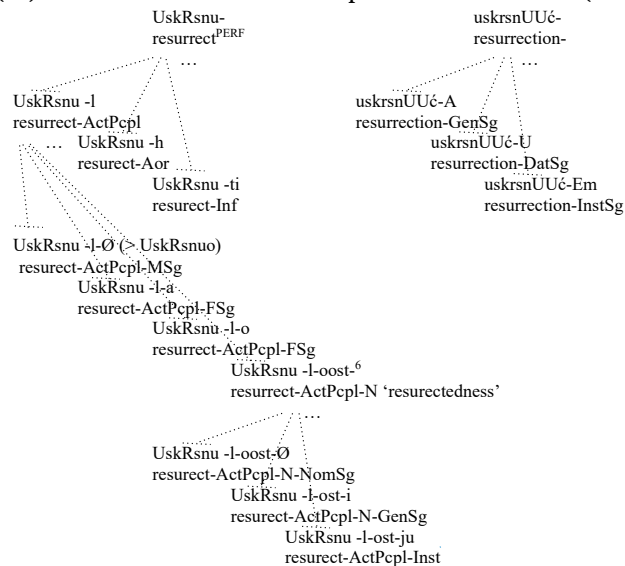 UskRsnu-
resurrect^PERF
…
UskRsnu -l
resurrect-ActPcpl
… UskRsnu -h
resurect-Aor
UskRsnu -ti
resurect-Inf
UskRsnu -l-Ø (> UskRsnuo)
resurect-ActPcpl-MSg
UskRsnu -l-a
resurect-ActPcpl-FSg
UskRsnu -l-o
resurrect-ActPcpl-FSg
UskRsnu -l-oost-⁶
resurrect-ActPcpl-N ‘resurectedness’
…
UskRsnu -l-oost-Ø
resurect-ActPcpl-N-NomSg
UskRsnu -l-ost-i
resurect-ActPcpl-N-GenSg
UskRsnu -l-ost-ju
resurect-ActPcpl-Inst
uskrsnUUć-
resurrection-
…
uskrsnUUć-A
resurrection-GenSg
uskrsnUUć-U
resurrection-DatSg
uskrsnUUć-Em
resurrection-InstSg